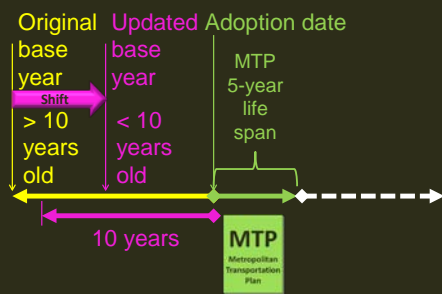 Original
base
year
Updated
base
year
Adoption date
Shift
> 10
years
old
< 10
years
old
MTP
5-year
life
span
10 years
MTP
Metropolitan
Transportation
Plan